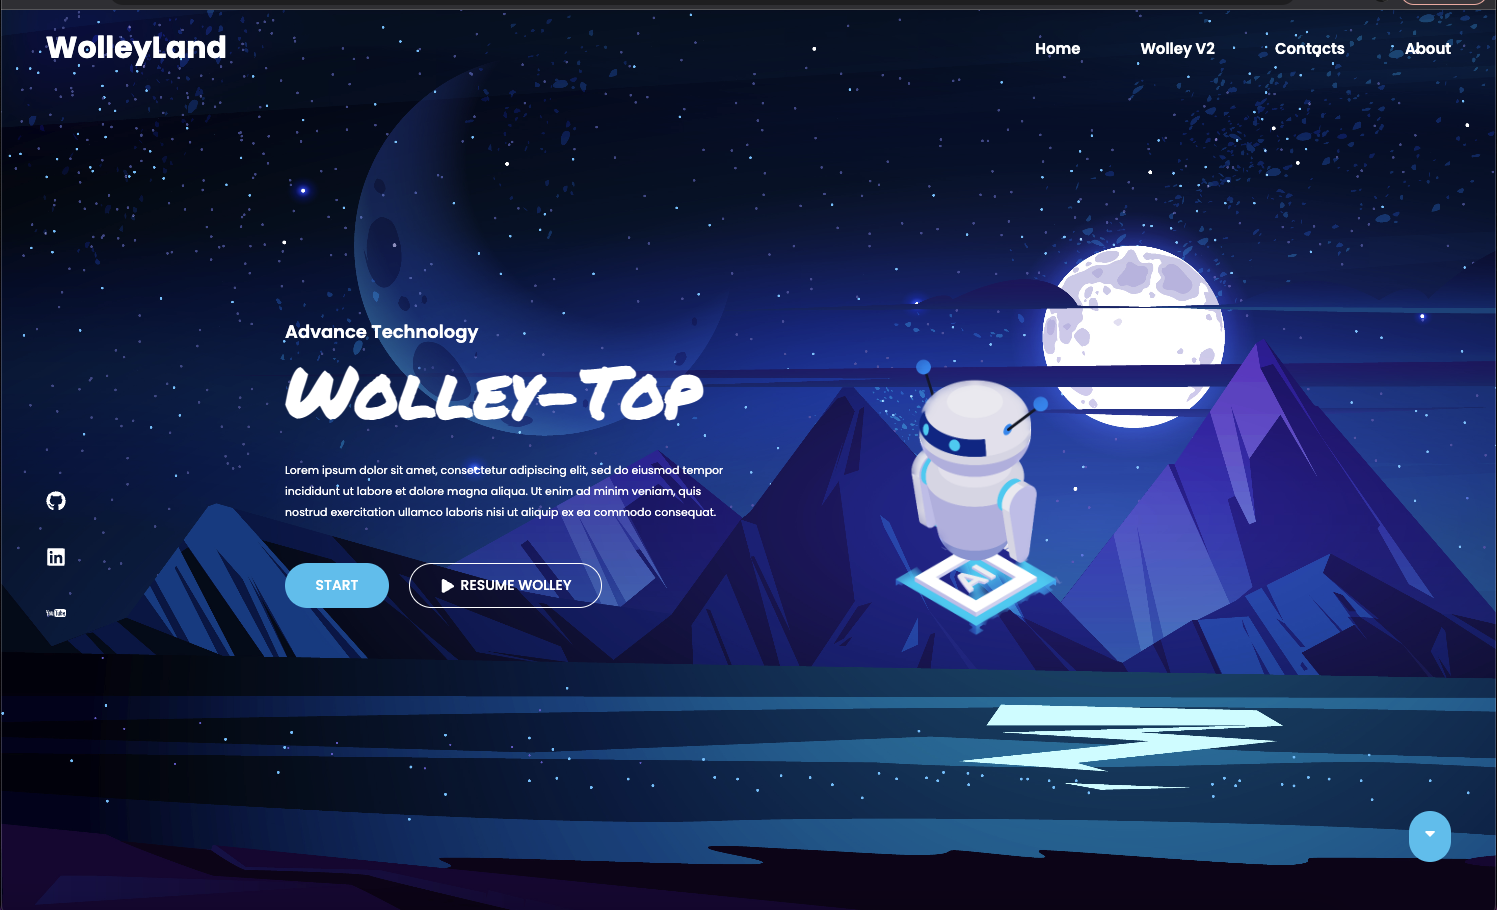 WolleyLand
Home
Wolley V2
Contacts
About
Advance Technology
Wolley-Top
Lorem ipsum dolor sit amet, consectetur adipiscing elit, sed do eiusmod tempor
incididunt ut labore et dolore magna aliqua. Ut enim ad minim veniam, quis
nostrud exercitation ullamco laboris nisi ut aliquip ex ea commodo consequat.
in
YouTube
START
RESUME WOLLEY
AI